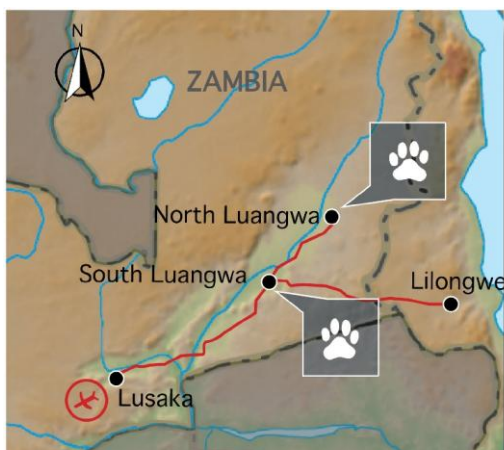 N
ZAMBIA
North Luangwa
South Luangwa
Lilongwe
Lusaka